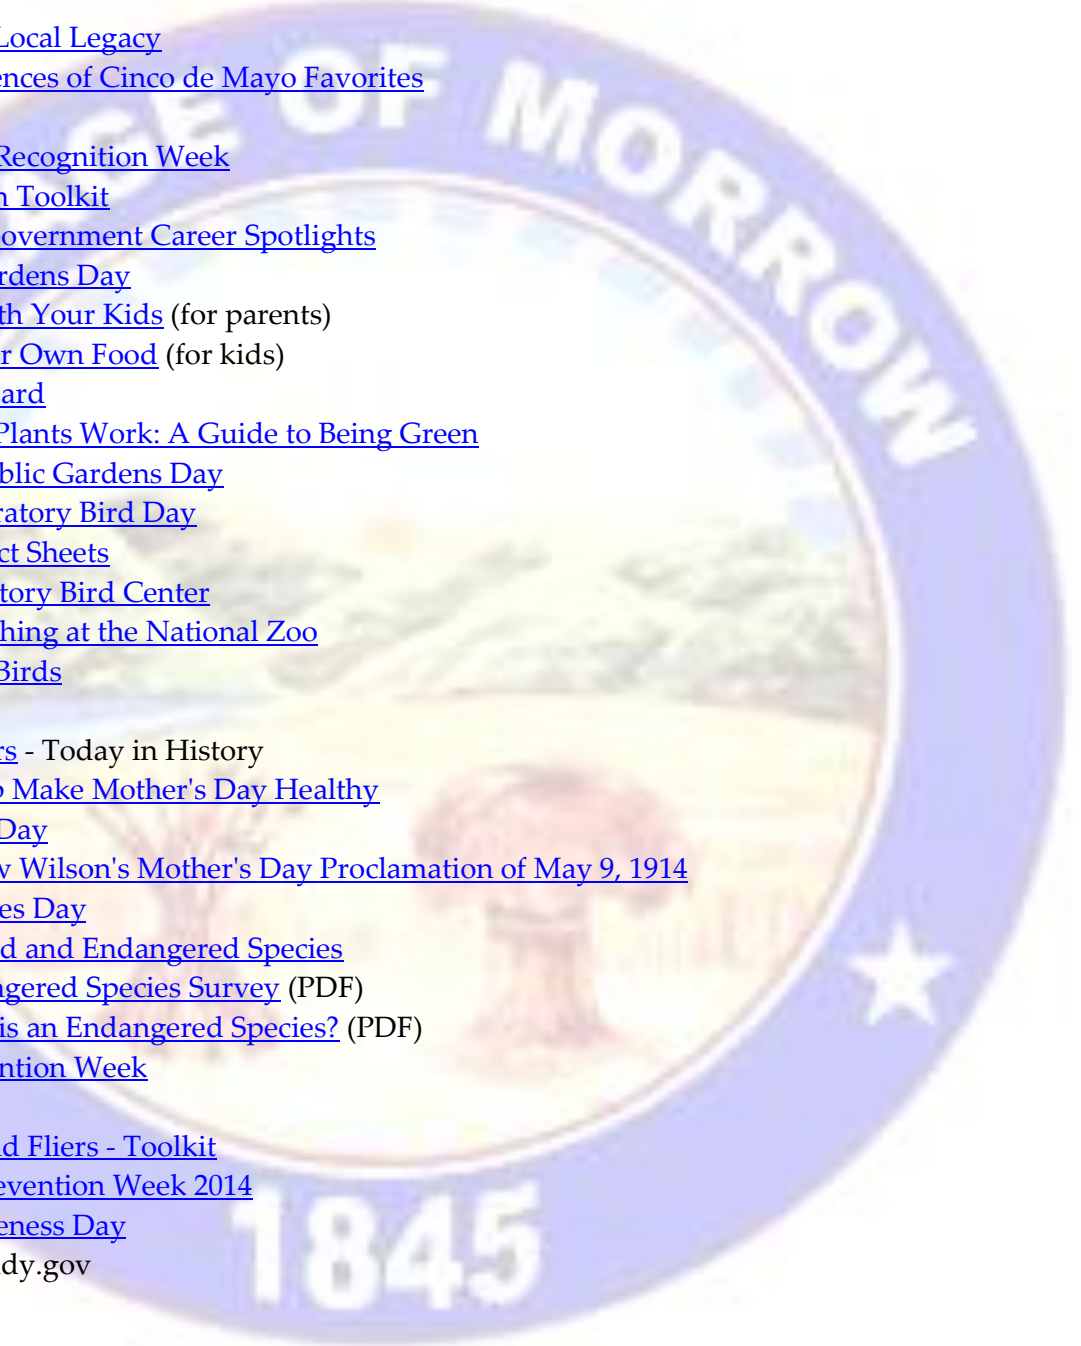 Local Legacy
ences of Cinco de Mayo Favorites
GE OF MORROW
Recognition Week
n Toolkit
Government Career Spotlights
rdens Day
th Your Kids (for parents)
r Own Food (for kids)
ard
Plants Work: A Guide to Being Green
blic Gardens Day
ratory Bird Day
ct Sheets
tory Bird Center
hing at the National Zoo
Birds
rs - Today in History
o Make Mother's Day Healthy
Day
w Wilson's Mother's Day Proclamation of May 9, 1914
es Day
d and Endangered Species
ngered Species Survey (PDF)
is an Endangered Species? (PDF)
ntion Week
d Fliers - Toolkit
evention Week 2014
eness Day
dy.gov
1845